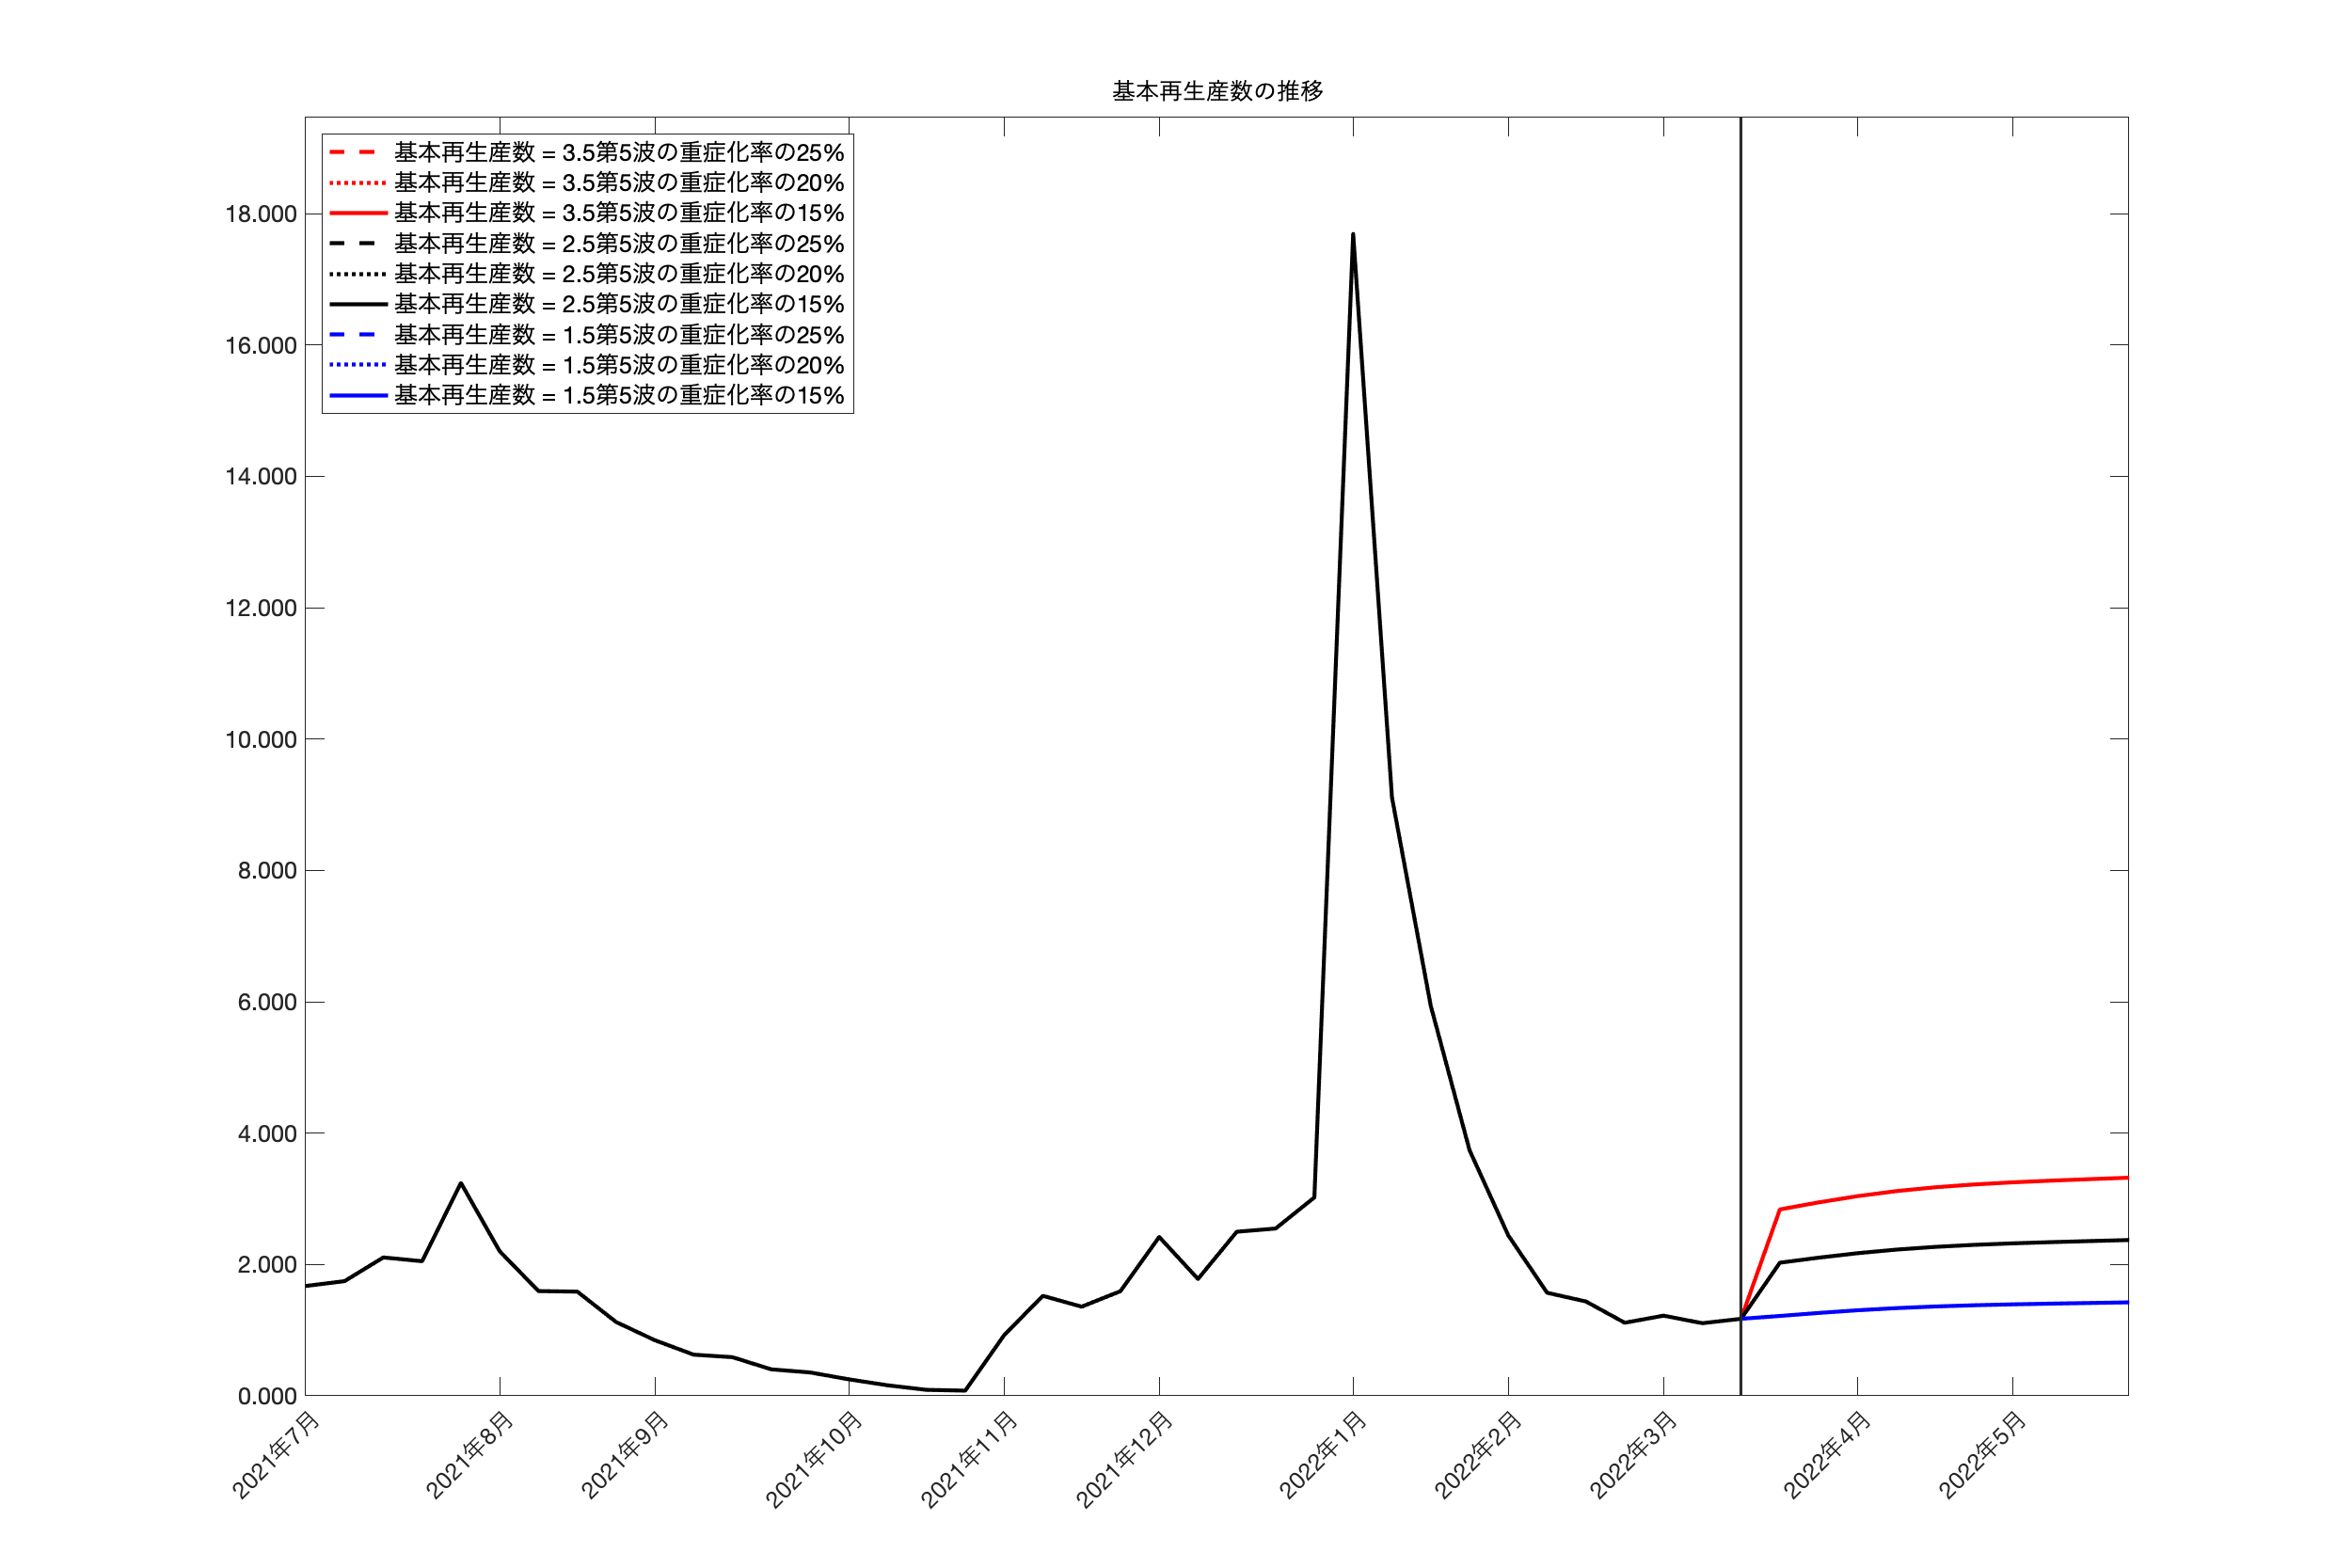 基本再生産数の推移
基本再生産数 = 3.5第5波の重症化率の25%
基本再生産数 = 3.5第5波の重症化率の20%
基本再生産数 = 3.5第5波の重症化率の15%
基本再生産数 = 2.5第5波の重症化率の25%
基本再生産数 = 2.5第5波の重症化率の20%
基本再生産数 = 2.5第5波の重症化率の15%
基本再生産数 = 1.5第5波の重症化率の25%
基本再生産数 = 1.5第5波の重症化率の20%
基本再生産数 = 1.5第5波の重症化率の15%
18.000
16.000
14.000
12.000
10.000
8.000
6.000
4.000
2.000
0.000
2021年7月
2021年8月
2021年9月
2021年10月
2021年11月
2021年12月
2022年1月
2022年2月
2022年3月
2022年4月
2022年5月